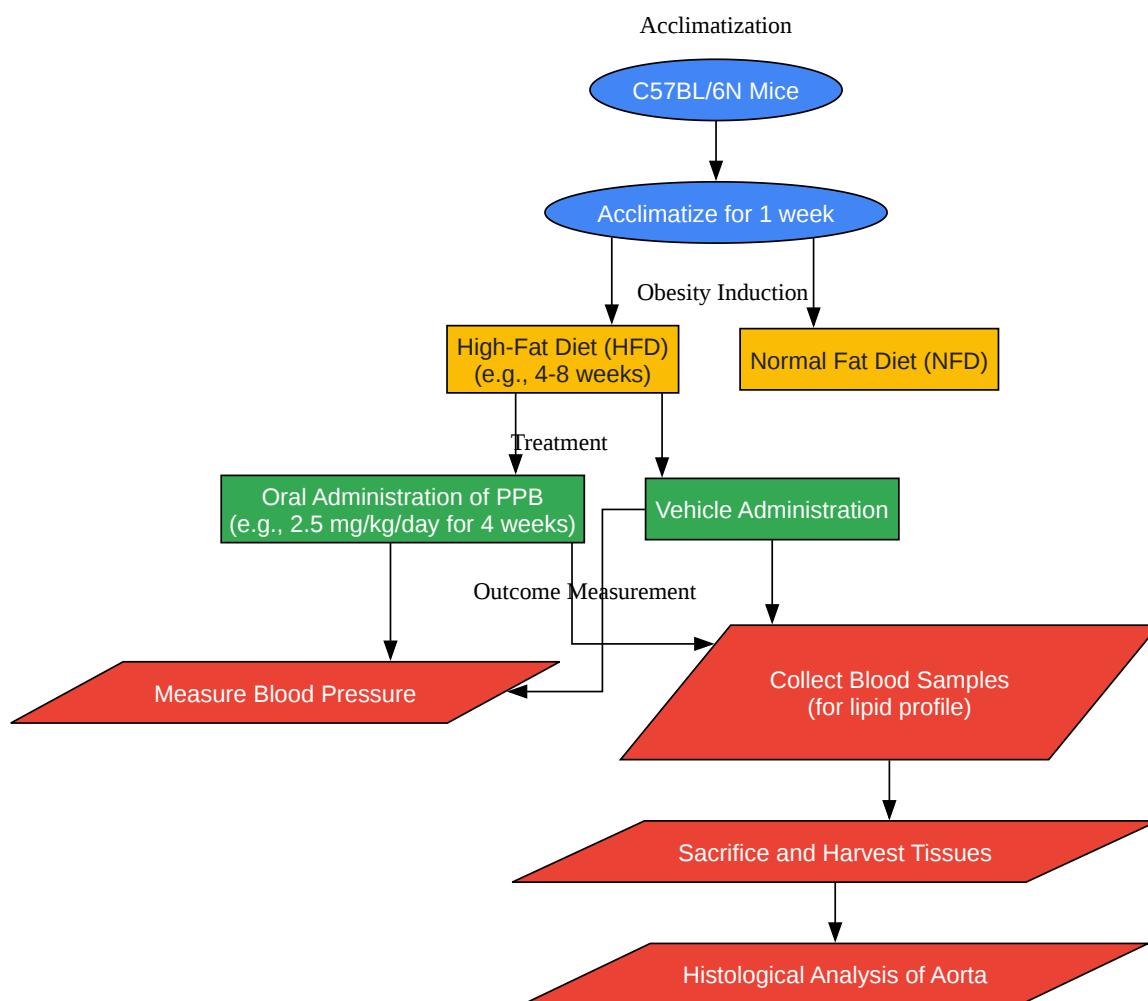 Acclimatization
C57BL/6N Mice
Acclimatize for 1 week
Obesity Induction
High-Fat Diet (HFD)
(e.g., 4-8 weeks)
Normal Fat Diet (NFD)
Treatment
Oral Administration of PPB
(e.g., 2.5 mg/kg/day for 4 weeks)
Vehicle Administration
Outcome Measurement
Measure Blood Pressure
Collect Blood Samples
(for lipid profile)
Sacrifice and Harvest Tissues
Histological Analysis of Aorta